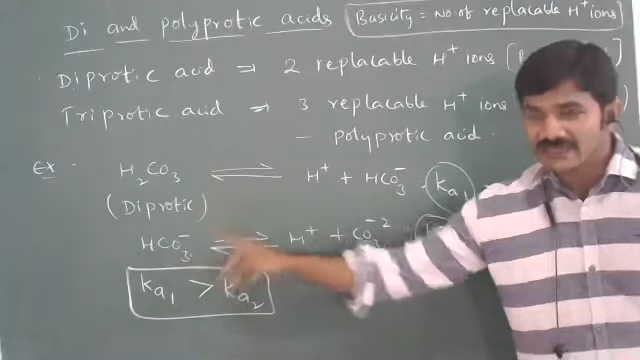 Di and polyprotic acids
Basicity = No. of replacable H⁺ ions
Diprotic acid ⇒ 2 replacable H⁺ ions [B
Triprotic acid ⇒ 3 replacable H⁺ ions
– polyprotic acid.
Ex H₂CO₃ ⇌ H⁺ + HCO₃⁻ Ka₁
(Diprotic)
HCO₃⁻ ⇌ H⁺ + CO₃⁻²
Ka₁ > Ka₂